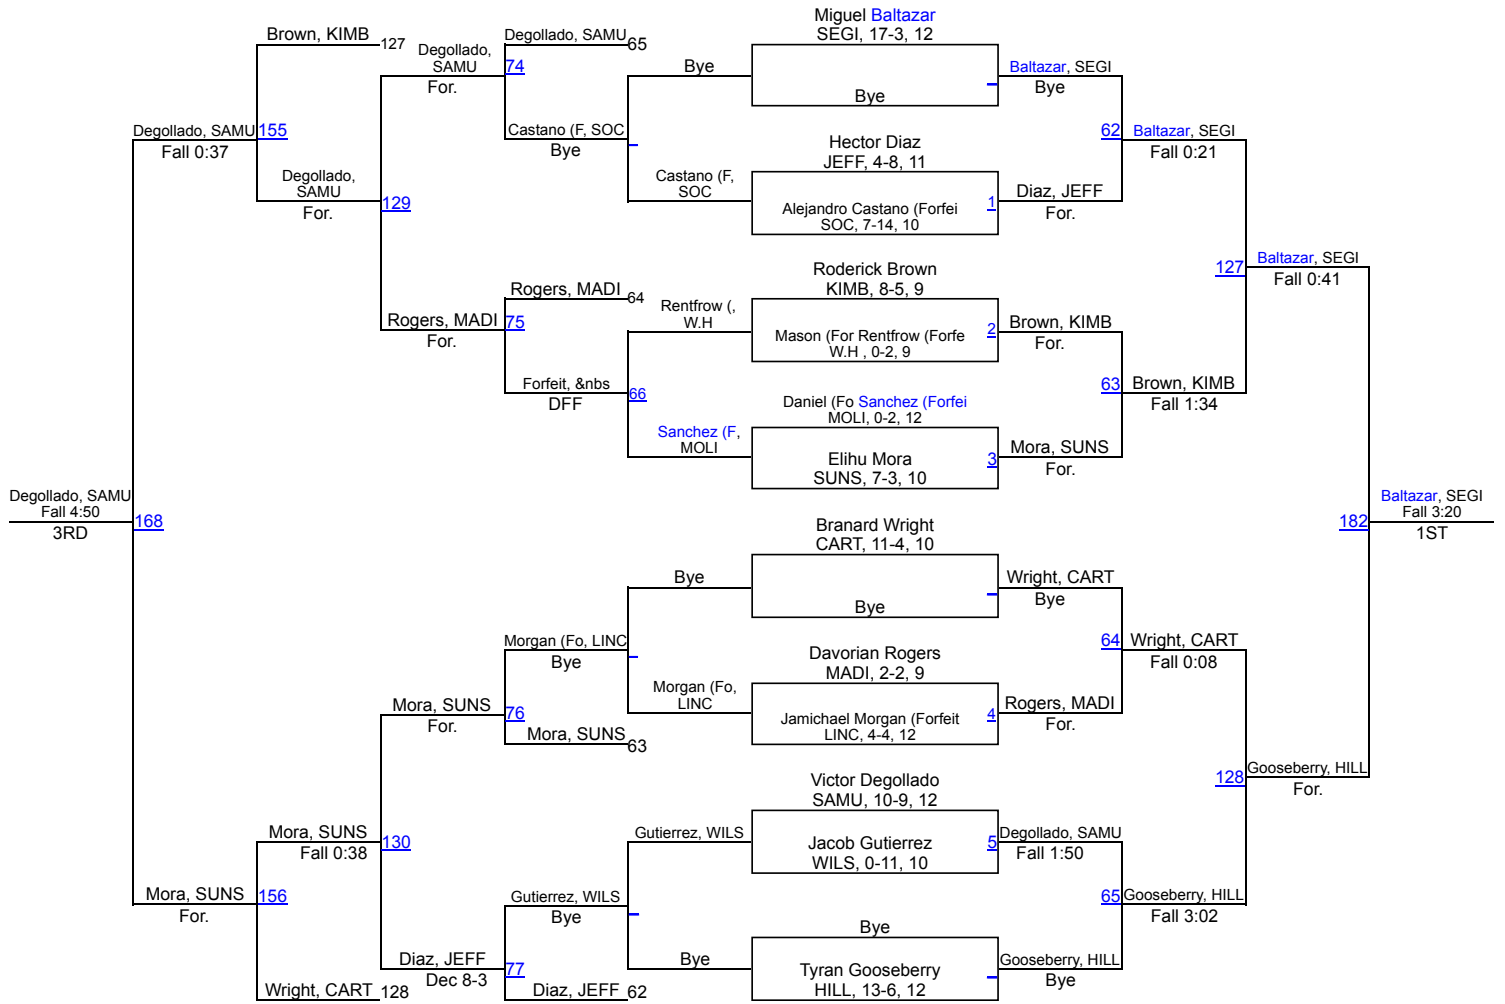 Miguel Baltazar
SEGI, 17-3, 12
Bye
Baltazar, SEGI
Bye
Hector Diaz
JEFF, 4-8, 11
Alejandro Castano (Forfei
SOC, 7-14, 10
1
Diaz, JEFF
For.
62
Baltazar, SEGI
Fall 0:21
Roderick Brown
KIMB, 8-5, 9
Mason (For Rentfrow (Forfe
W.H , 0-2, 9
2
Brown, KIMB
For.
Daniel (Fo Sanchez (Forfei
MOLI, 0-2, 12
Elihu Mora
SUNS, 7-3, 10
3
Mora, SUNS
For.
63
Brown, KIMB
Fall 1:34
127
Baltazar, SEGI
Fall 0:41
Branard Wright
CART, 11-4, 10
Bye
Wright, CART
Bye
Davorian Rogers
MADI, 2-2, 9
Jamichael Morgan (Forfeit
LINC, 4-4, 12
4
Rogers, MADI
For.
64
Wright, CART
Fall 0:08
Victor Degollado
SAMU, 10-9, 12
Jacob Gutierrez
WILS, 0-11, 10
5
Degollado, SAMU
Fall 1:50
Bye
Tyran Gooseberry
HILL, 13-6, 12
Gooseberry, HILL
Bye
65
Gooseberry, HILL
Fall 3:02
128
Gooseberry, HILL
For.
182
Baltazar, SEGI
Fall 3:20
1ST
Bye
Castano (F,
SOC
Castano (F, SOC
Bye
Degollado, SAMU
65
74
Degollado,
SAMU
For.
Rentfrow (,
W.H
Sanchez (F,
MOLI
66
Forfeit, &nbs
DFF
Rogers, MADI
64
75
Rogers, MADI
For.
129
Degollado,
SAMU
For.
Brown, KIMB
127
155
Degollado, SAMU
Fall 0:37
Bye
Morgan (Fo,
LINC
Morgan (Fo, LINC
Bye
Mora, SUNS
63
76
Mora, SUNS
For.
Gutierrez, WILS
Bye
Gutierrez, WILS
Bye
Diaz, JEFF
62
77
Diaz, JEFF
Dec 8-3
130
Mora, SUNS
Fall 0:38
Wright, CART
128
156
Mora, SUNS
For.
168
Degollado, SAMU
Fall 4:50
3RD